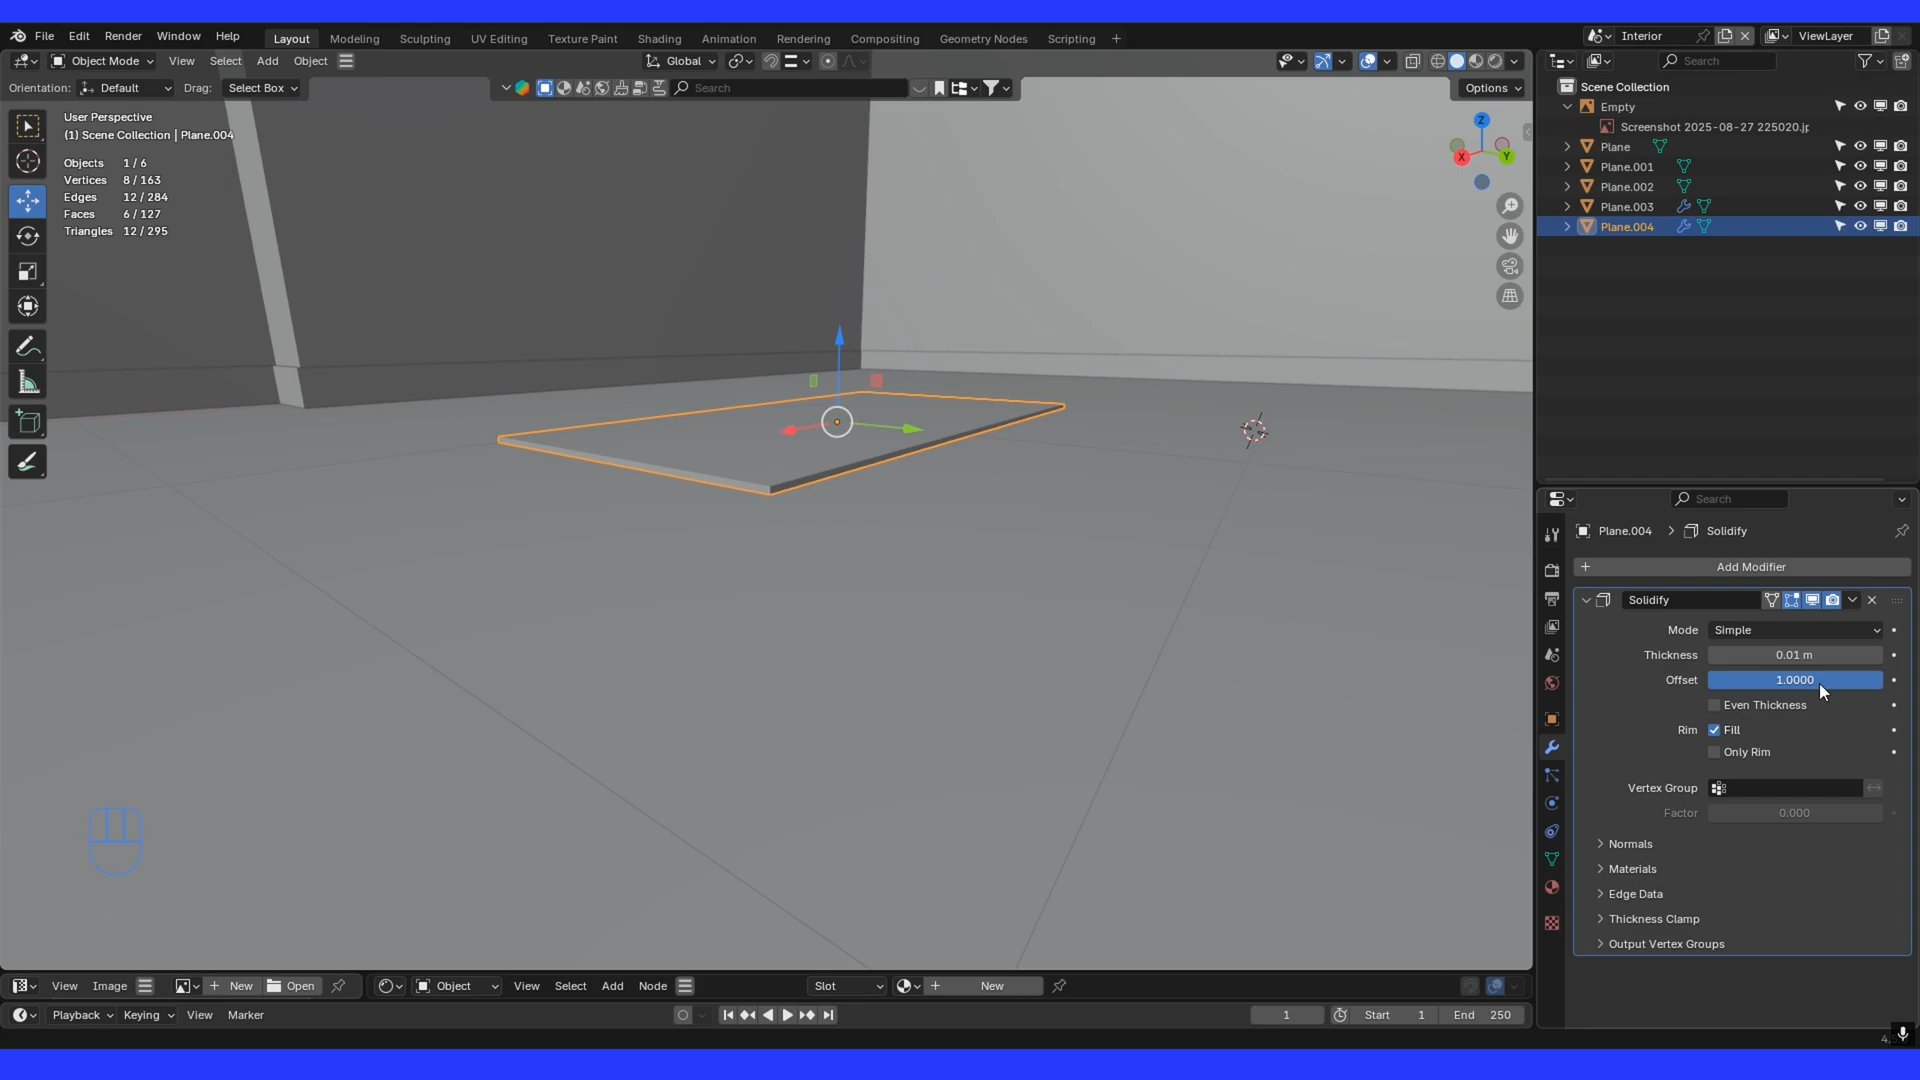 File Edit Render Window Help Layout Modeling Sculpting UV Editing Texture Paint Shading Animation Rendering Compositing Geometry Nodes Scripting + Interior ViewLayer
Object Mode View Select Add Object Global Search
Orientation: Default Drag: Select Box Search Options
User Perspective
(1) Scene Collection | Plane.004
Objects 1 / 6
Vertices 8 / 163
Edges 12 / 284
Faces 6 / 127
Triangles 12 / 295
Z
X
Y
Scene Collection
Empty
Screenshot 2025-08-27 225020.jp
Plane
Plane.001
Plane.002
Plane.003
Plane.004
Search
Plane.004 > Solidify
+ Add Modifier
Solidify
Mode Simple
Thickness 0.01 m
Offset 1.0000
Even Thickness
Rim Fill
Only Rim
Vertex Group
Factor 0.000
Normals
Materials
Edge Data
Thickness Clamp
Output Vertex Groups
View Image + New Open Object View Select Add Node Slot + New
Playback Keying View Marker 1 Start 1 End 250